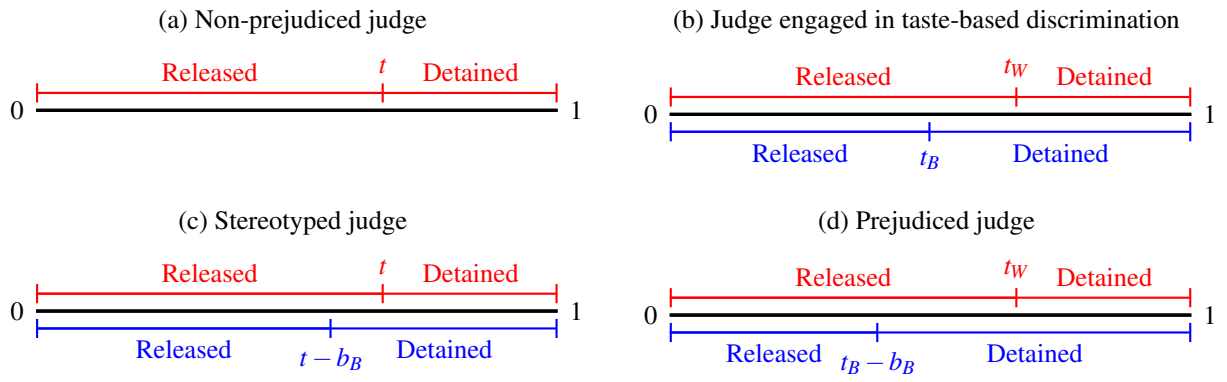 (a) Non-prejudiced judge
Released t Detained
0 1
(b) Judge engaged in taste-based discrimination
Released t_W Detained
0 1
Released t_B Detained
(c) Stereotyped judge
Released t Detained
0 1
Released t − b_B Detained
(d) Prejudiced judge
Released t_W Detained
0 1
Released t_B − b_B Detained